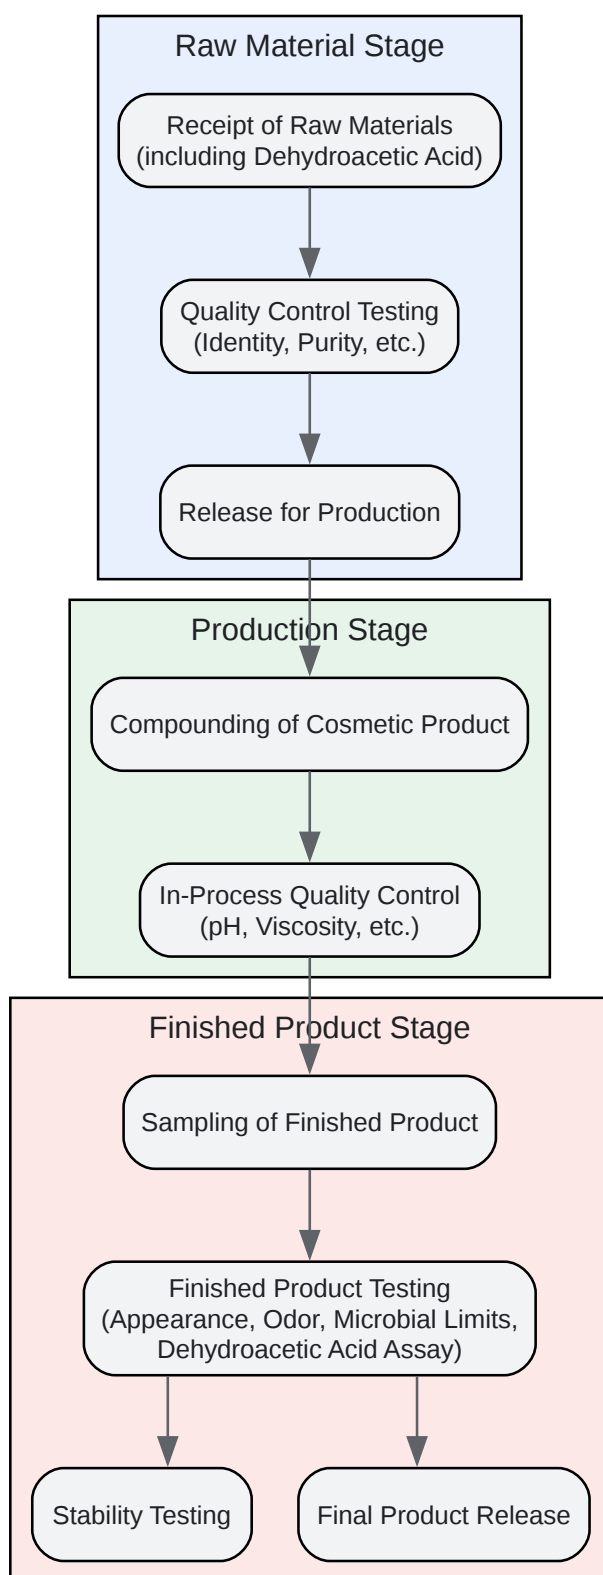 Raw Material Stage
Receipt of Raw Materials
(including Dehydroacetic Acid)
Quality Control Testing
(Identity, Purity, etc.)
Release for Production
Production Stage
Compounding of Cosmetic Product
In-Process Quality Control
(pH, Viscosity, etc.)
Finished Product Stage
Sampling of Finished Product
Finished Product Testing
(Appearance, Odor, Microbial Limits,
Dehydroacetic Acid Assay)
Stability Testing
Final Product Release